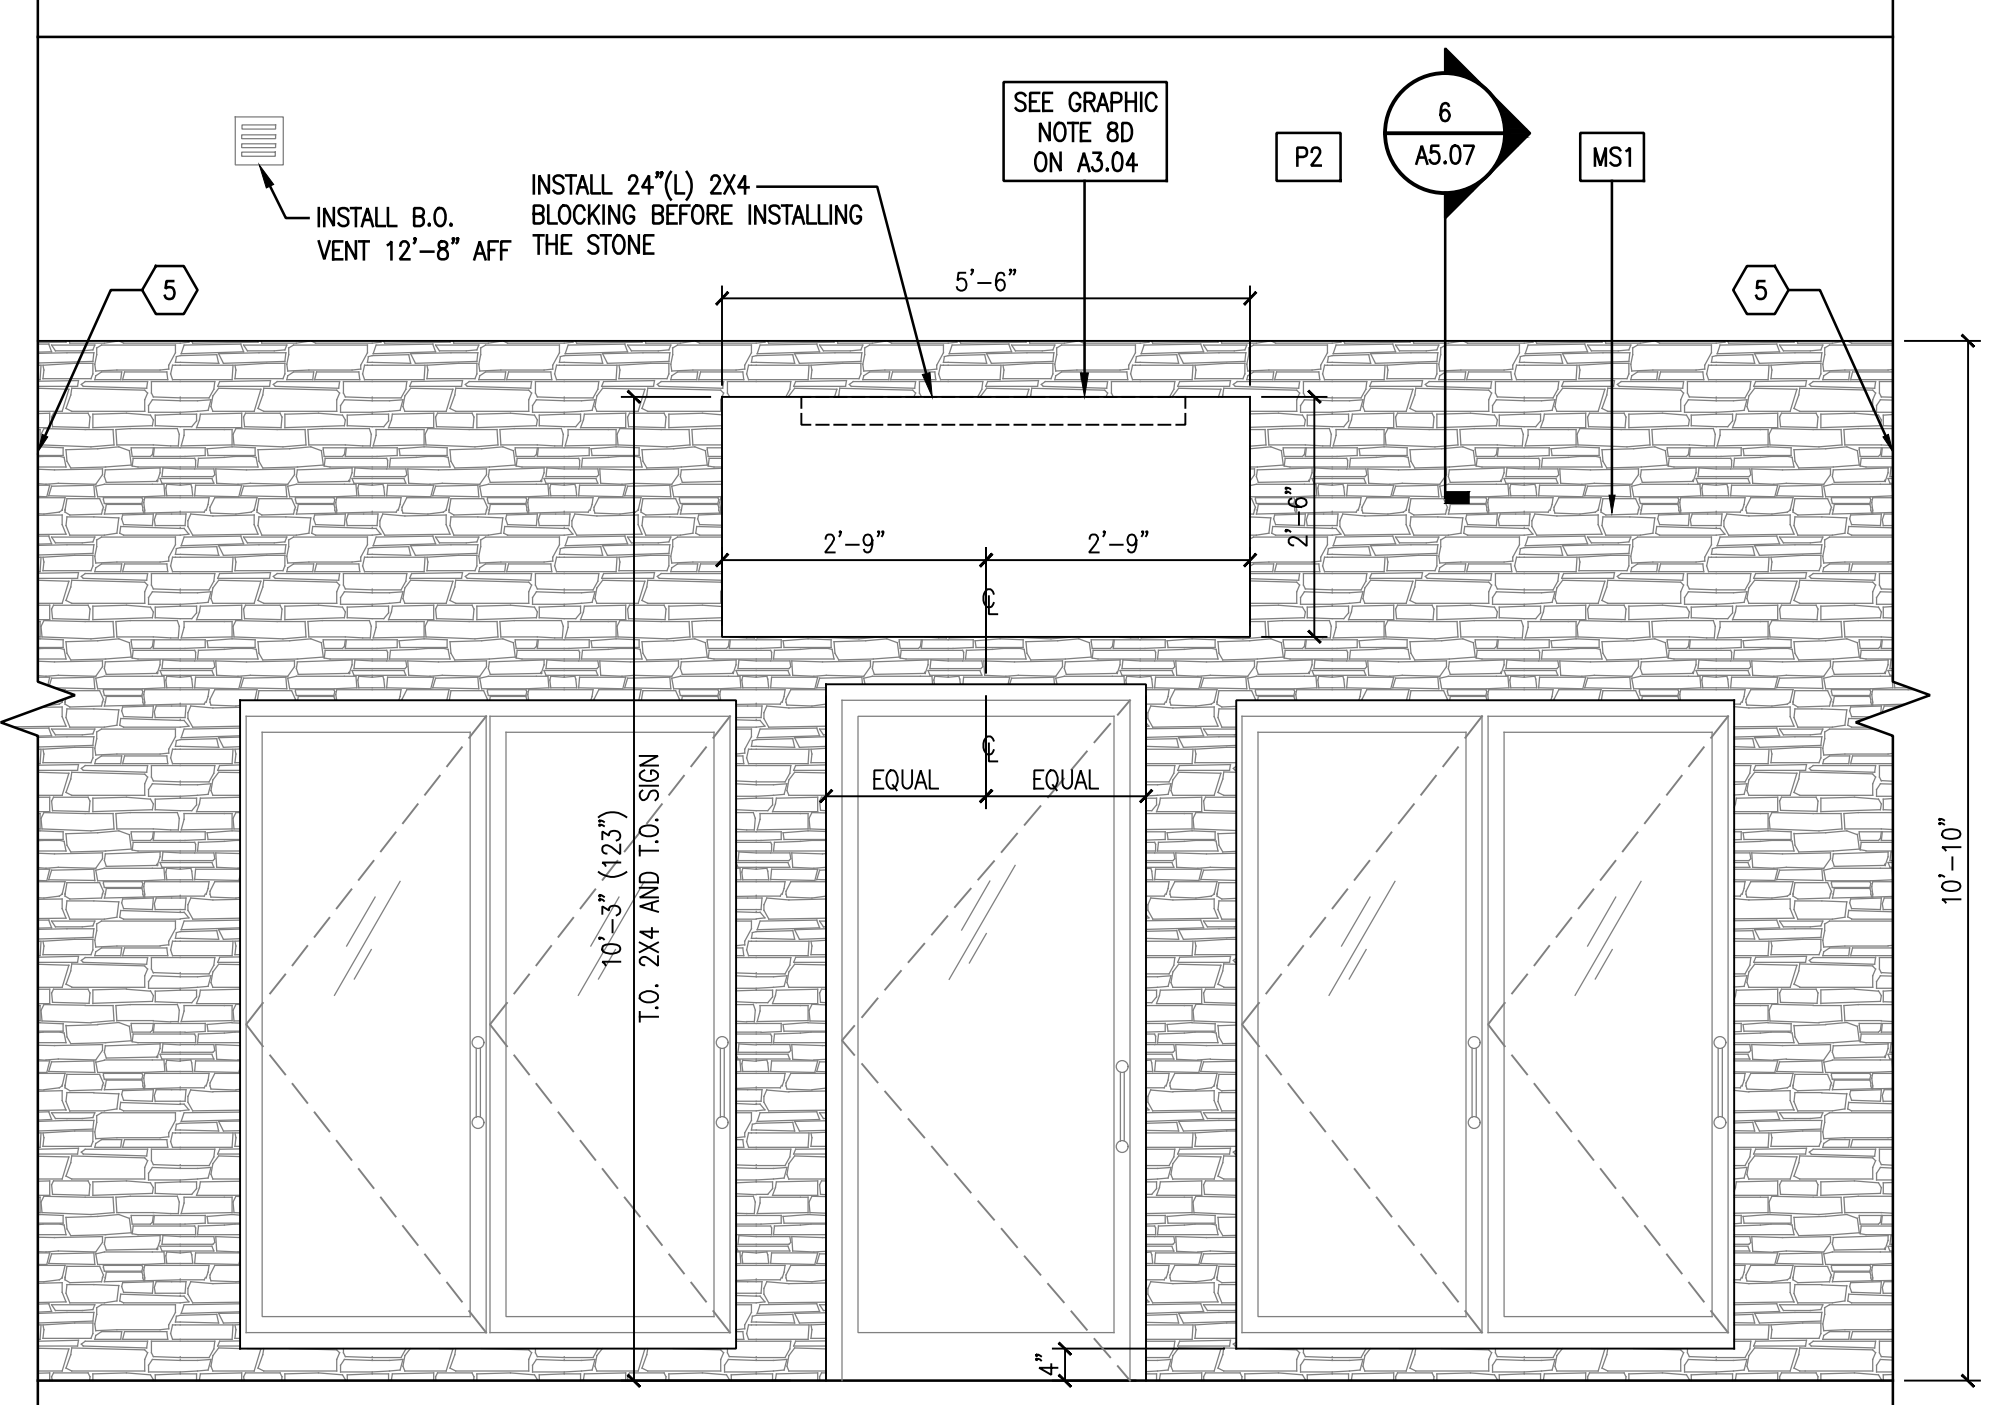 SEE GRAPHIC
NOTE 8D
ON A3.04
P2
6
A5.07
MS1
INSTALL 24"(L) 2X4
BLOCKING BEFORE INSTALLING
THE STONE
INSTALL B.O.
VENT 12'-8" AFF
5
5
5'-6"
2'-6"
2'-9"
2'-9"
℄
℄
EQUAL
EQUAL
10'-3" (123")
T.O. 2X4 AND T.O. SIGN
10'-10"
4"